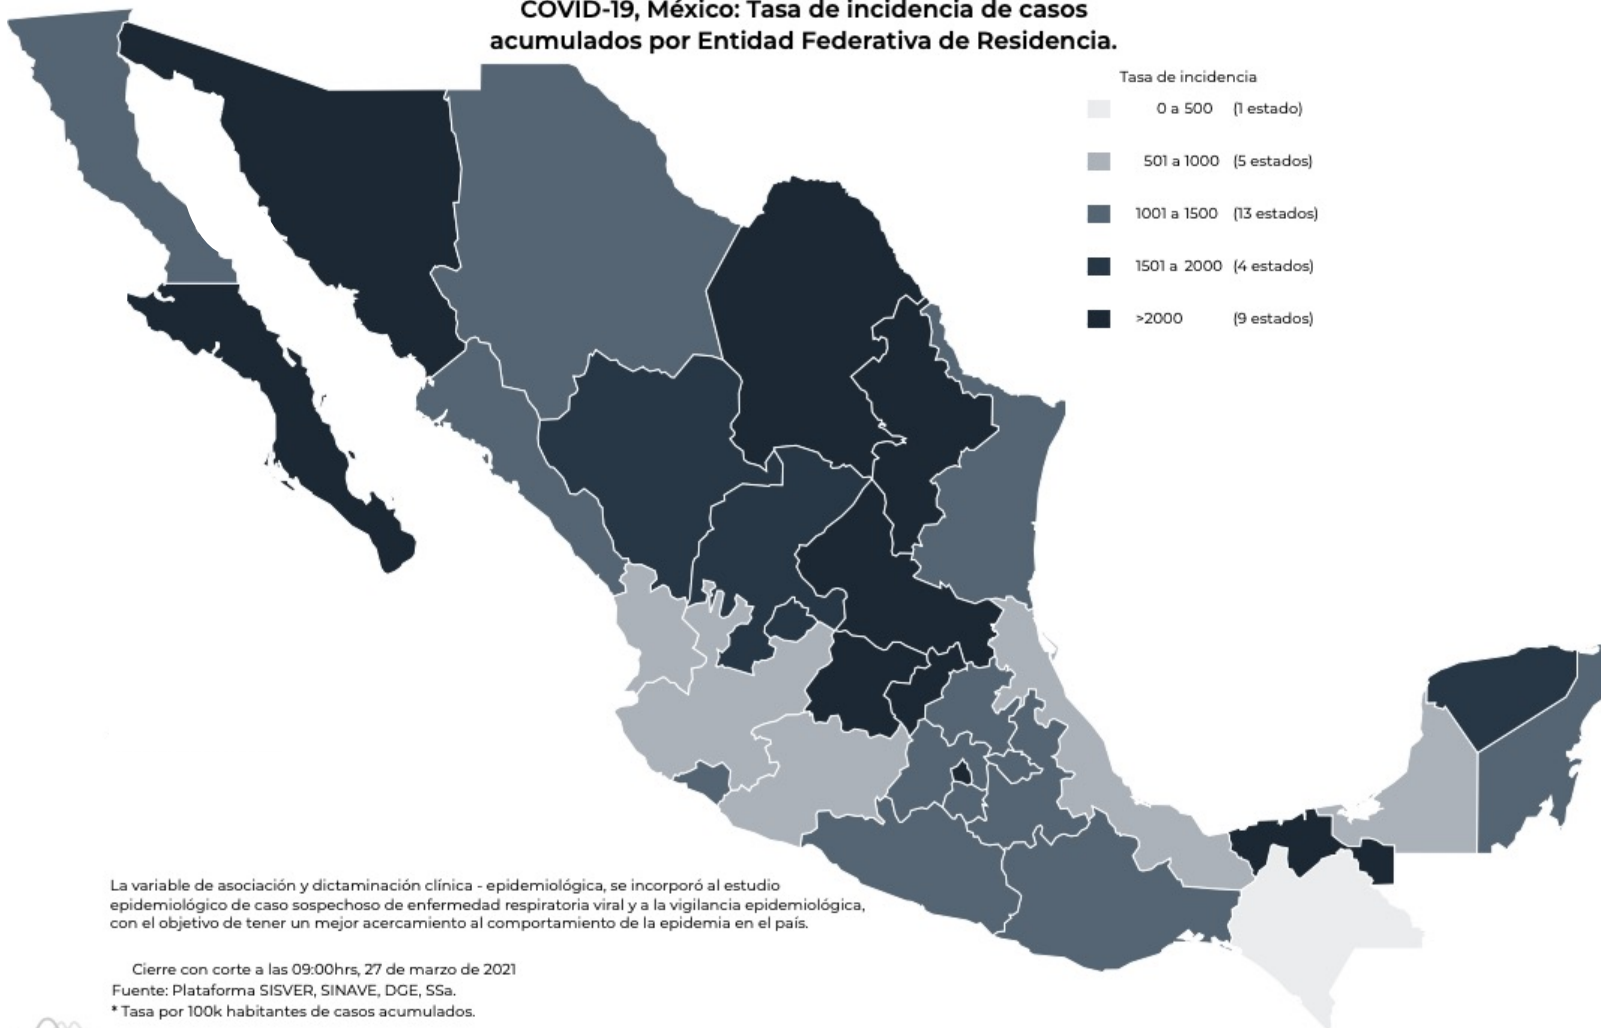 COVID-19, México: Tasa de incidencia de casos
acumulados por Entidad Federativa de Residencia.
Tasa de incidencia
0 a 500 (1 estado)
501 a 1000 (5 estados)
1001 a 1500 (13 estados)
1501 a 2000 (4 estados)
>2000 (9 estados)
La variable de asociación y dictaminación clínica - epidemiológica, se incorporó al estudio
epidemiológico de caso sospechoso de enfermedad respiratoria viral y a la vigilancia epidemiológica,
con el objetivo de tener un mejor acercamiento al comportamiento de la epidemia en el país.
Cierre con corte a las 09:00hrs, 27 de marzo de 2021
Fuente: Plataforma SISVER, SINAVE, DGE, SSa.
* Tasa por 100k habitantes de casos acumulados.